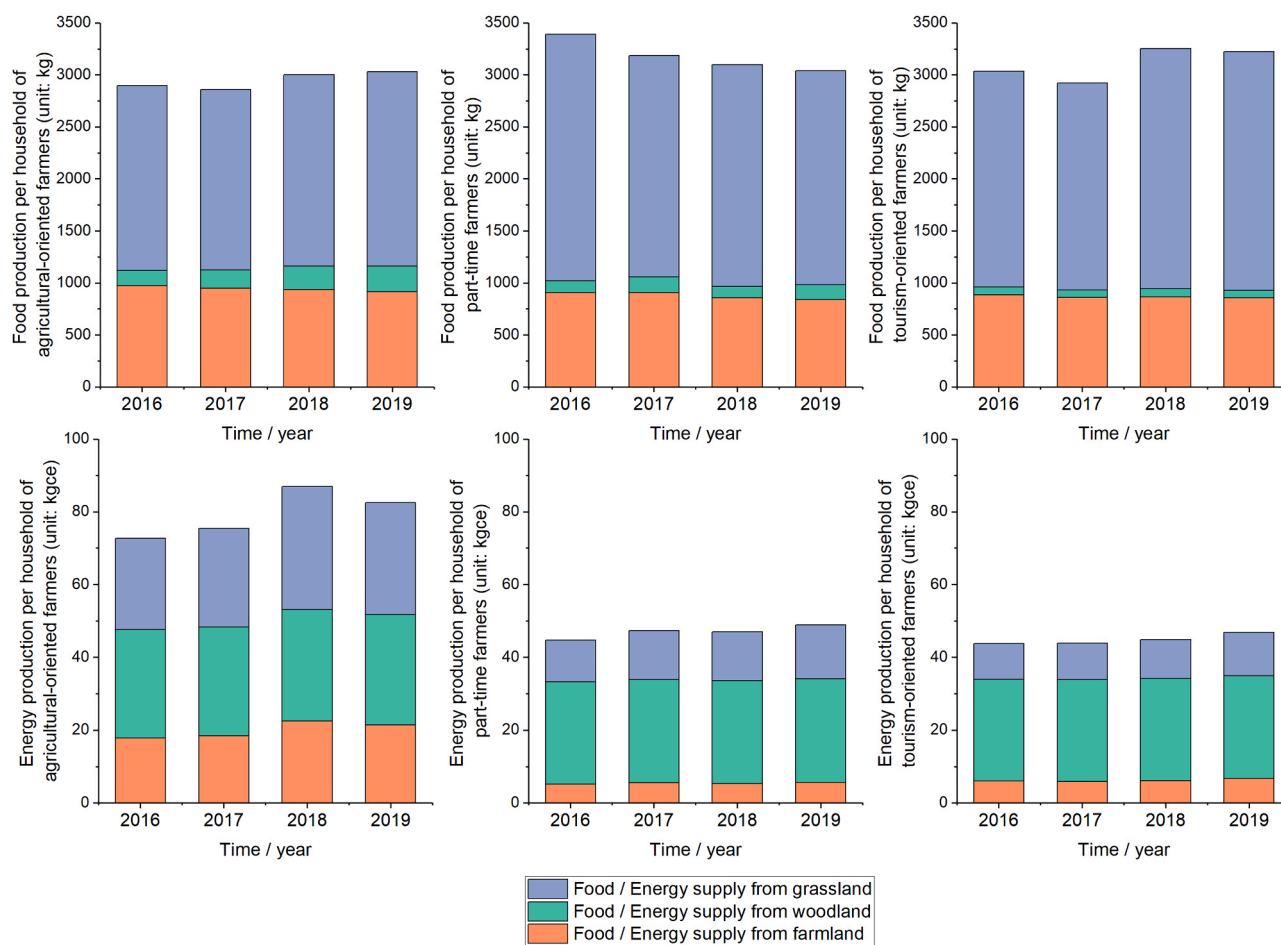 Food production per household of
agricultural-oriented farmers (unit: kg)
3500
3000
2500
2000
1500
1000
500
0
2016 2017 2018 2019
Time / year
Food production per household of
part-time farmers (unit: kg)
3500
3000
2500
2000
1500
1000
500
0
2016 2017 2018 2019
Time / year
Food production per household of
tourism-oriented farmers (unit: kg)
3500
3000
2500
2000
1500
1000
500
0
2016 2017 2018 2019
Time / year
Energy production per household of
agricultural-oriented farmers (unit: kgce)
100
80
60
40
20
0
2016 2017 2018 2019
Time / year
Energy production per household of
part-time farmers (unit: kgce)
100
80
60
40
20
0
2016 2017 2018 2019
Time / year
Energy production per household of
tourism-oriented farmers (unit: kgce)
100
80
60
40
20
0
2016 2017 2018 2019
Time / year
Food / Energy supply from grassland
Food / Energy supply from woodland
Food / Energy supply from farmland